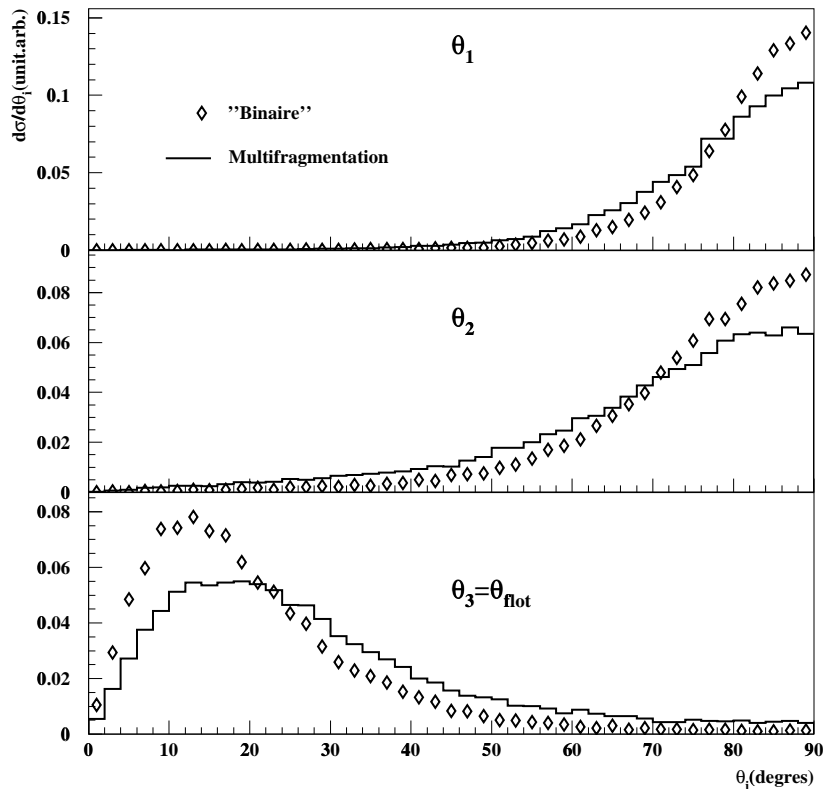 dσ/dθi(unit.arb.)
0.15
θ1
"Binaire"
0.1
Multifragmentation
0.05
0
0.08
θ2
0.06
0.04
0.02
0
0.08
0.06
θ3=θflot
0.04
0.02
0
0 10 20 30 40 50 60 70 80 90
θi(degres)